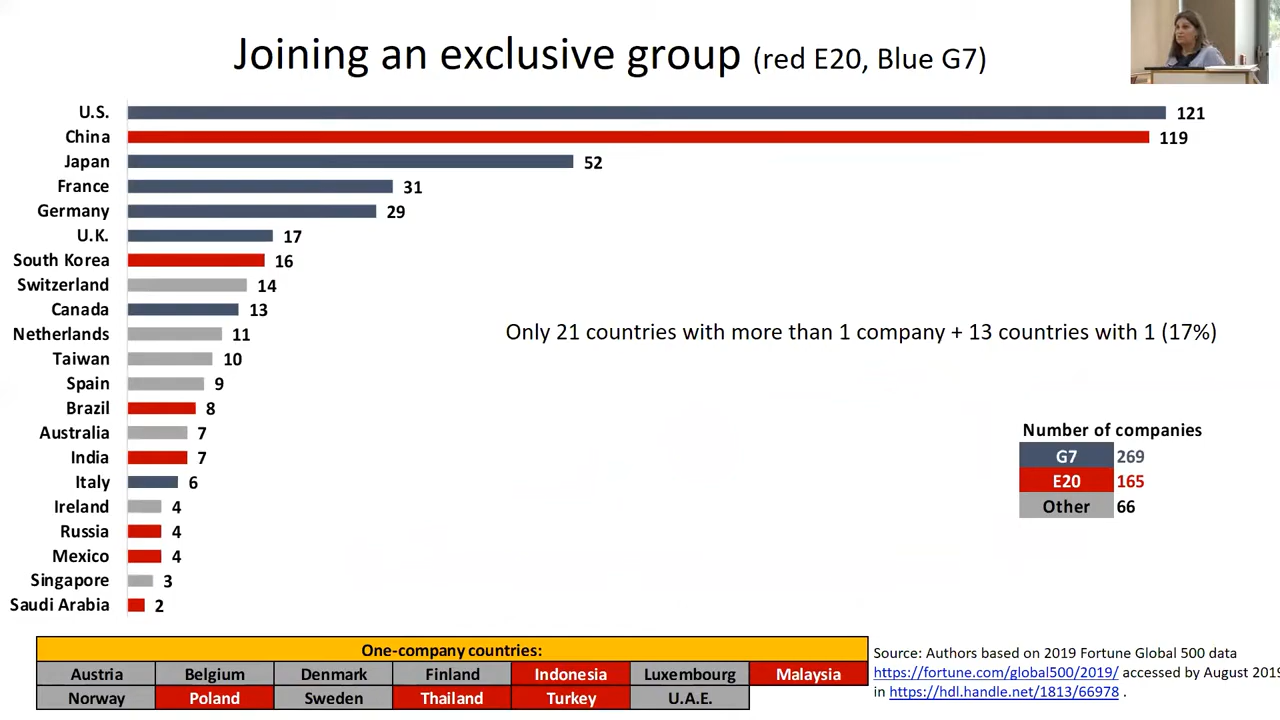 Joining an exclusive group (red E20, Blue G7)
U.S. 121
China 119
Japan 52
France 31
Germany 29
U.K. 17
South Korea 16
Switzerland 14
Canada 13
Netherlands 11
Taiwan 10
Spain 9
Brazil 8
Australia 7
India 7
Italy 6
Ireland 4
Russia 4
Mexico 4
Singapore 3
Saudi Arabia 2
Only 21 countries with more than 1 company + 13 countries with 1 (17%)
Number of companies
G7 269
E20 165
Other 66
One-company countries:
Austria Belgium Denmark Finland Indonesia Luxembourg Malaysia
Norway Poland Sweden Thailand Turkey U.A.E.
Source: Authors based on 2019 Fortune Global 500 data
https://fortune.com/global500/2019/ accessed by August 2019
in https://hdl.handle.net/1813/66978 .